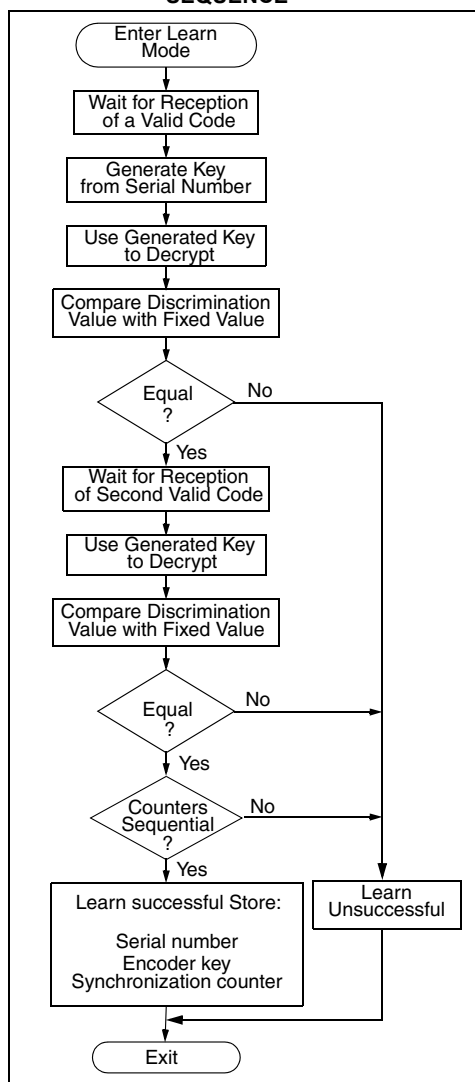 SEQUENCE
Enter Learn
Mode
Wait for Reception
of a Valid Code
Generate Key
from Serial Number
Use Generated Key
to Decrypt
Compare Discrimination
Value with Fixed Value
Equal
?
No
Yes
Wait for Reception
of Second Valid Code
Use Generated Key
to Decrypt
Compare Discrimination
Value with Fixed Value
Equal
?
No
Yes
Counters
Sequential
?
No
Yes
Learn successful Store:
Serial number
Encoder key
Synchronization counter
Learn
Unsuccessful
Exit